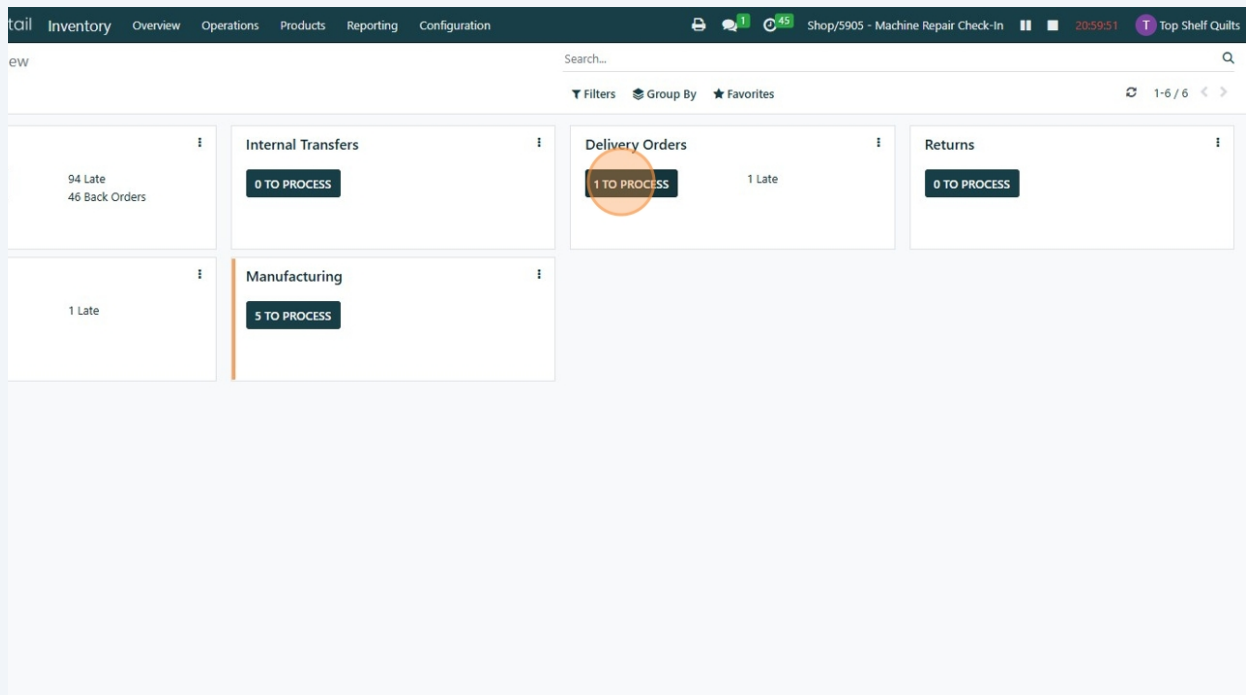 tail Inventory Overview Operations Products Reporting Configuration 1 45 Shop/5905 - Machine Repair Check-In 20:59:51 T Top Shelf Quilts
ew
Search...
Filters Group By Favorites 1-6 / 6
94 Late
46 Back Orders
Internal Transfers
0 TO PROCESS
Delivery Orders
1 TO PROCESS
1 Late
Returns
0 TO PROCESS
1 Late
Manufacturing
5 TO PROCESS